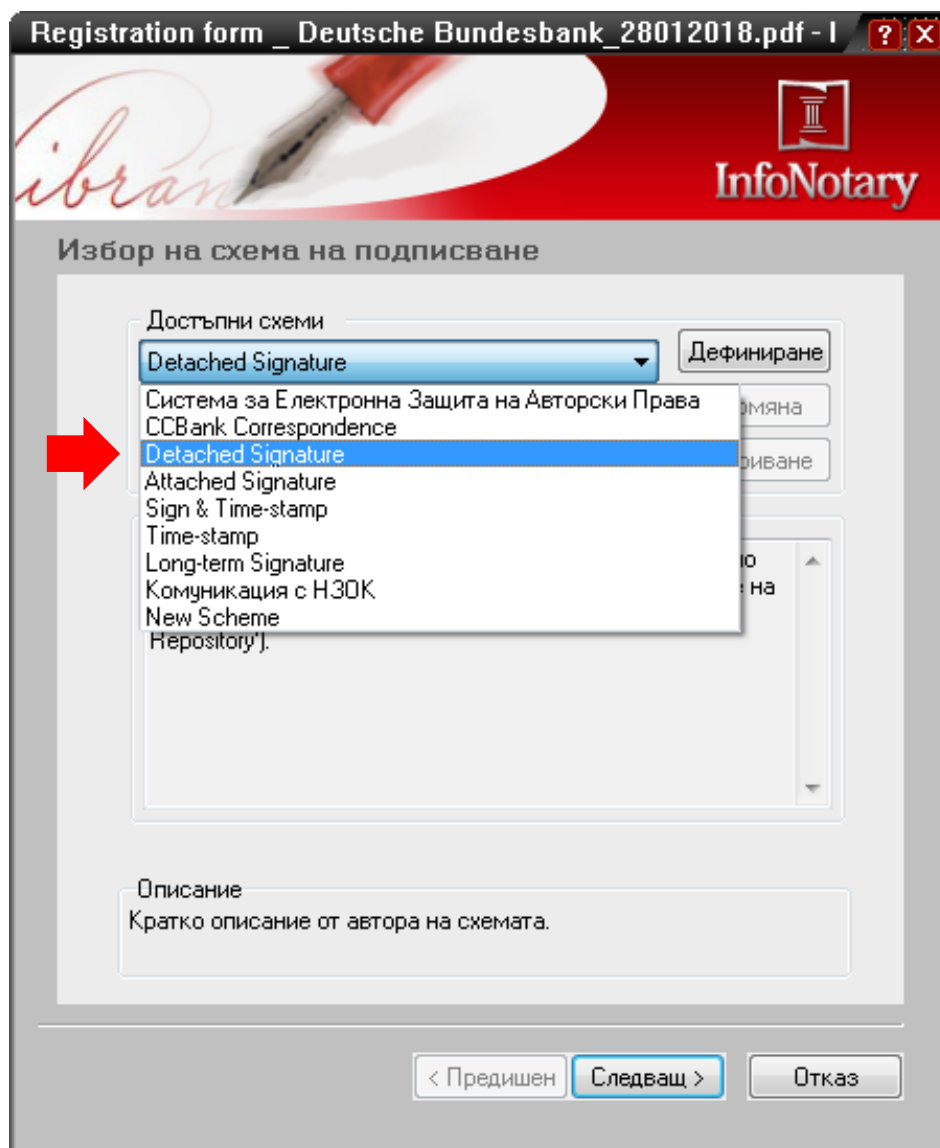 Registration form _ Deutsche Bundesbank_28012018.pdf - I
InfoNotary
Избор на схема на подписване
Достъпни схеми
Detached Signature
Дефиниране
Система за Електронна Защита на Авторски Права
CCBank Correspondence
Detached Signature
Attached Signature
Sign & Time-stamp
Time-stamp
Long-term Signature
Комуникация с НЗОК
New Scheme
на
Repository').
Описание
Кратко описание от автора на схемата.
< Предишен
Следващ >
Отказ